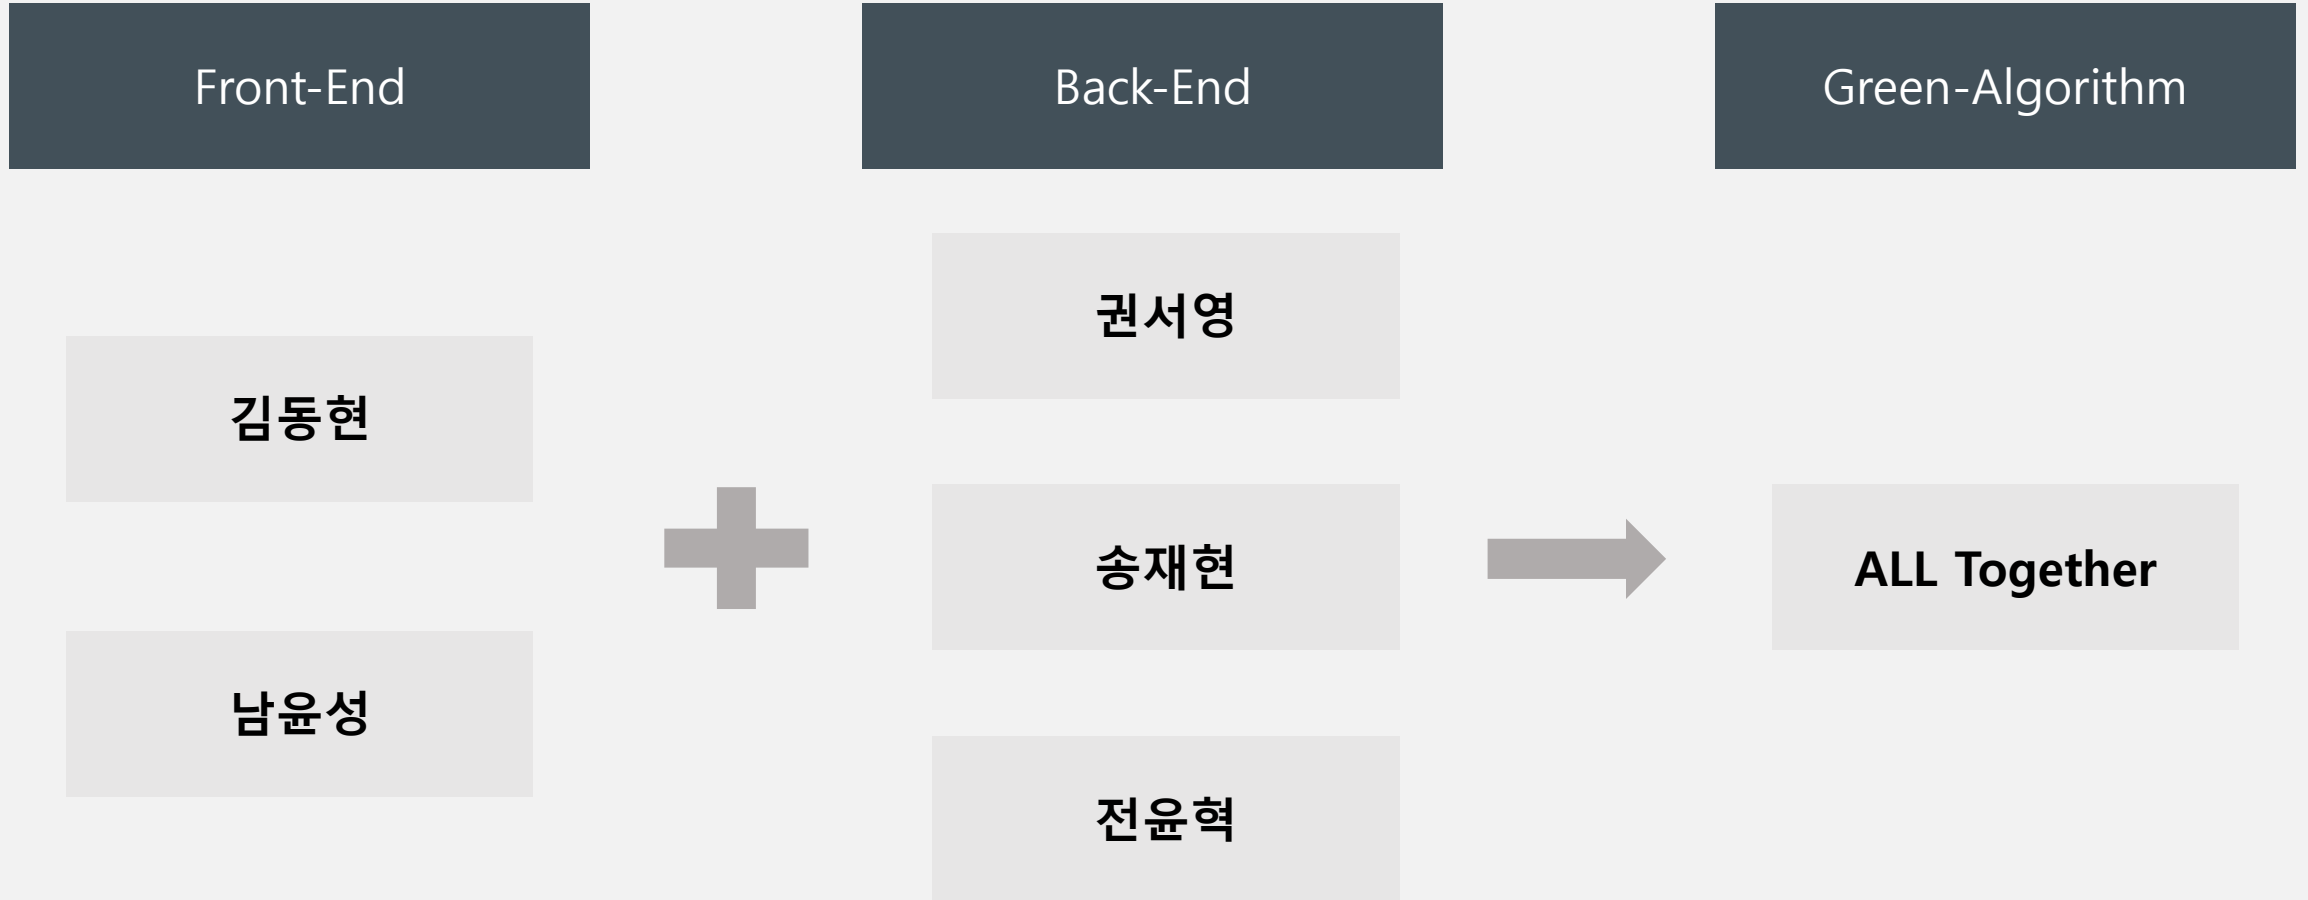 Front-End
Back-End
Green-Algorithm
김동현
남윤성
권서영
송재현
전윤혁
ALL Together